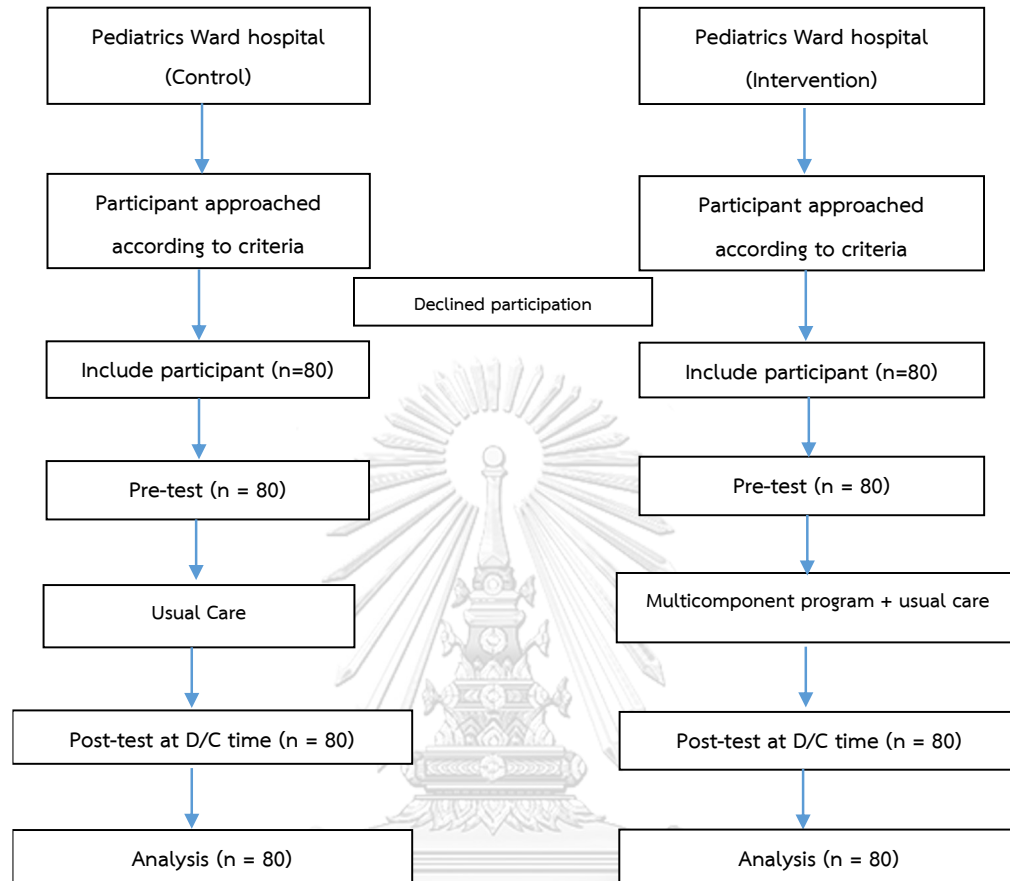 Pediatrics Ward hospital
(Control)
Participant approached
according to criteria
Include participant (n=80)
Pre-test (n = 80)
Usual Care
Post-test at D/C time (n = 80)
Analysis (n = 80)
Declined participation
Pediatrics Ward hospital
(Intervention)
Participant approached
according to criteria
Include participant (n=80)
Pre-test (n = 80)
Multicomponent program + usual care
Post-test at D/C time (n = 80)
Analysis (n = 80)